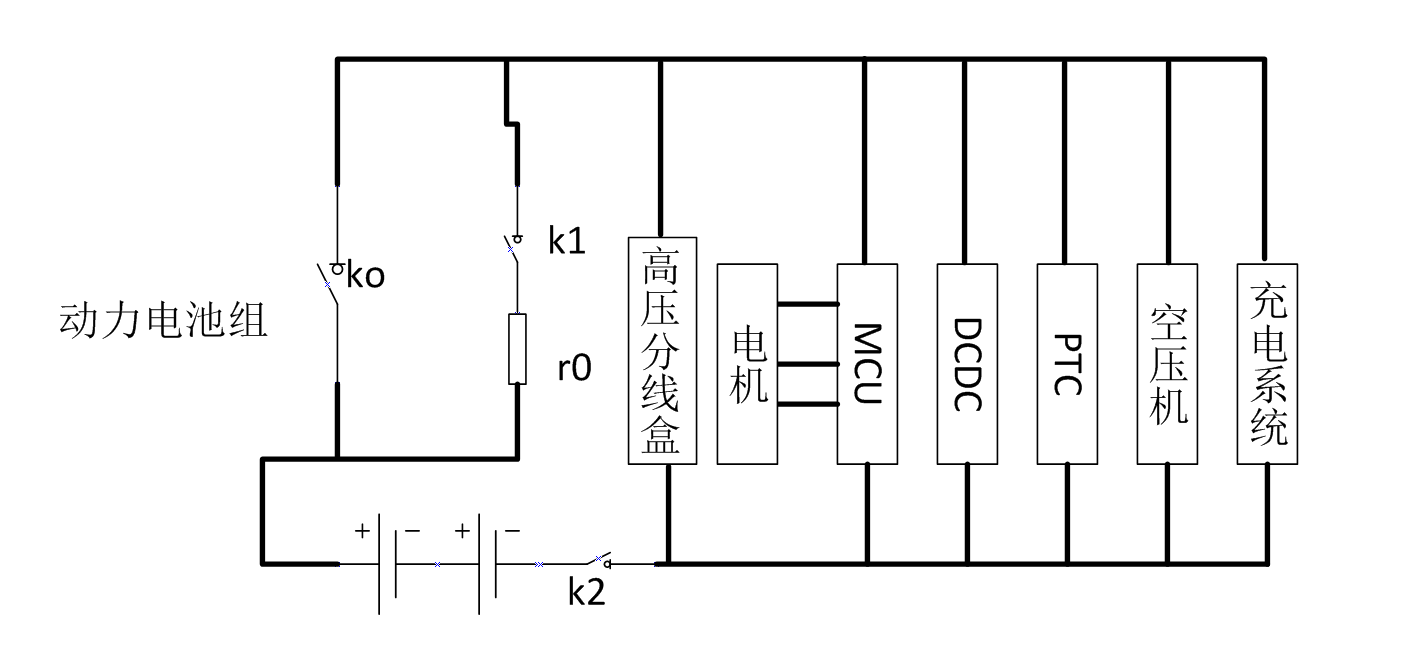 动力电池组
ko
k1
r0
+ − + −
k2
高压分线盒
电机
MCU
DCDC
PTC
空压机
充电系统